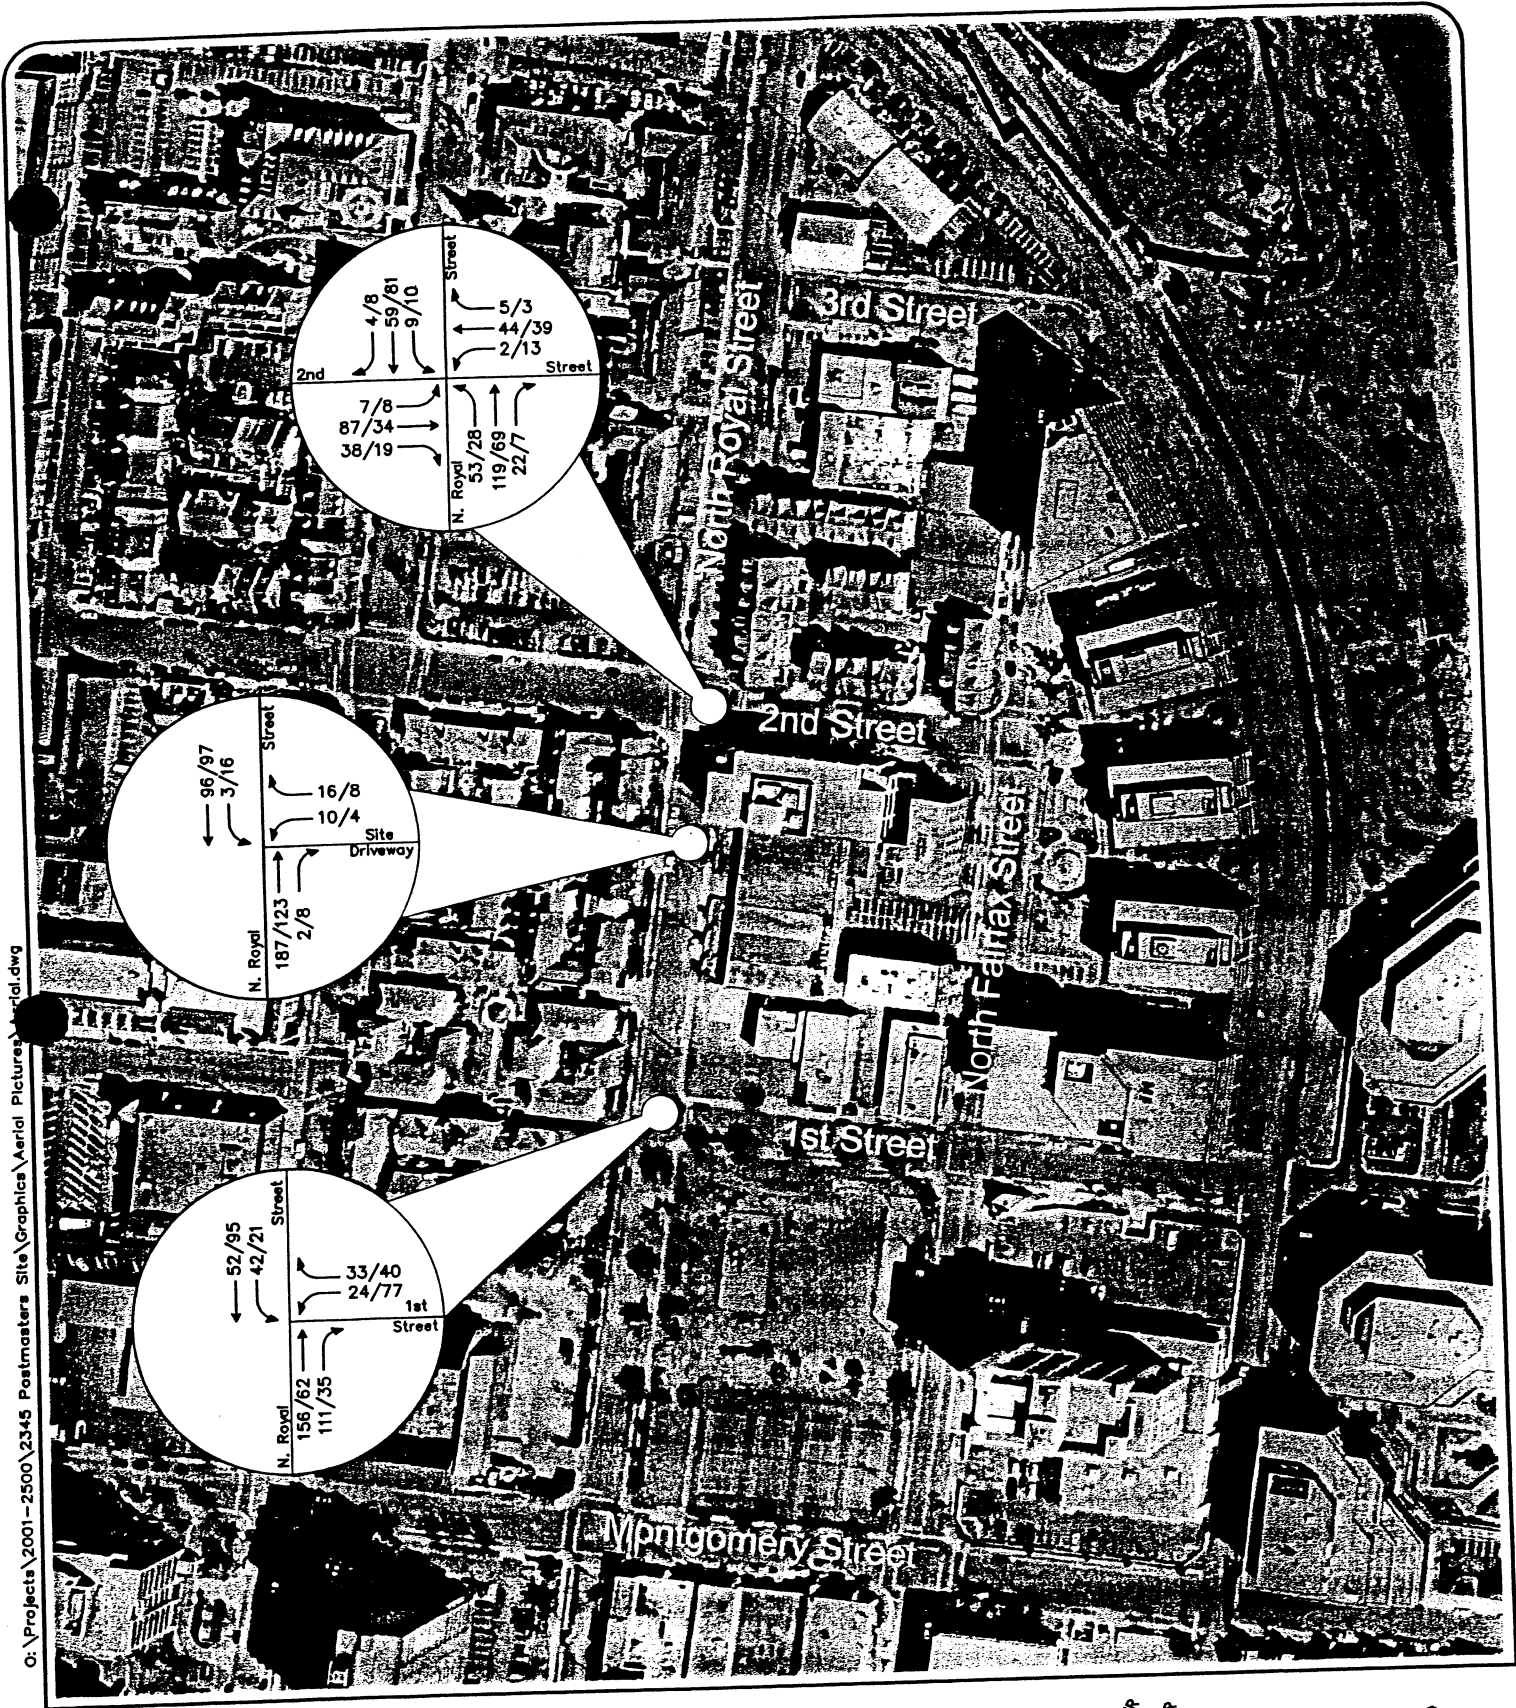 O:\Projects\2001-2500\2345 Postmasters Site\Graphics\Aerial Pictures\
rial.dwg
4/8
59/81
9/10
Street
5/3
44/39
2/13
2nd
Street
7/8
87/34
38/19
N. Royal
53/28
119/69
22/7
3rd Street
North Royal Street
2nd Street
96/97
3/16
Street
16/8
10/4
Site
Driveway
N. Royal
187/123
2/8
North Fairfax Street
1st Street
52/95
42/21
Street
33/40
24/77
1st
Street
N. Royal
156/62
111/35
Montgomery Street